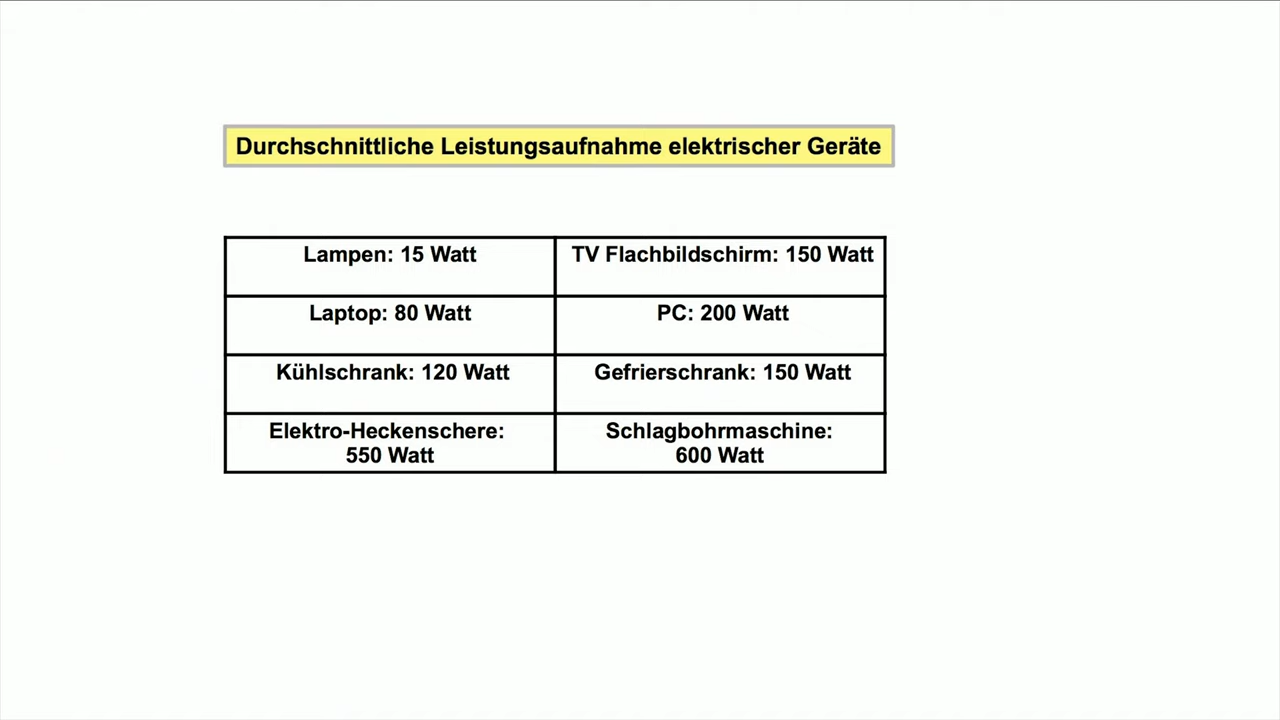 Durchschnittliche Leistungsaufnahme elektrischer Geräte
Lampen: 15 Watt
TV Flachbildschirm: 150 Watt
Laptop: 80 Watt
PC: 200 Watt
Kühlschrank: 120 Watt
Gefrierschrank: 150 Watt
Elektro-Heckenschere:
550 Watt
Schlagbohrmaschine:
600 Watt